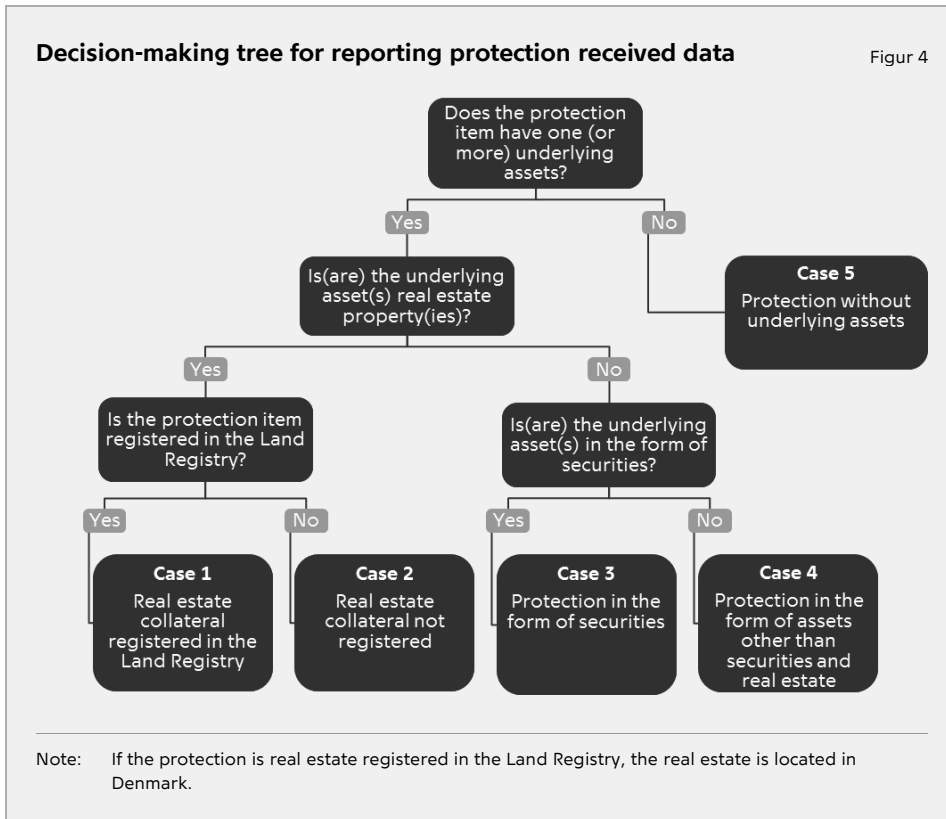 Decision-making tree for reporting protection received data
Figur 4
Does the protection
item have one (or
more) underlying
assets?
Yes
No
Is(are) the underlying
asset(s) real estate
property(ies)?
Case 5
Protection without
underlying assets
Yes
No
Is the protection item
registered in the Land
Registry?
Is(are) the underlying
asset(s) in the form of
securities?
Yes
No
Yes
No
Case 1
Real estate
collateral
registered in the
Land Registry
Case 2
Real estate
collateral not
registered
Case 3
Protection in the
form of securities
Case 4
Protection in the
form of assets
other than
securities and
real estate
Note: If the protection is real estate registered in the Land Registry, the real estate is located in
Denmark.